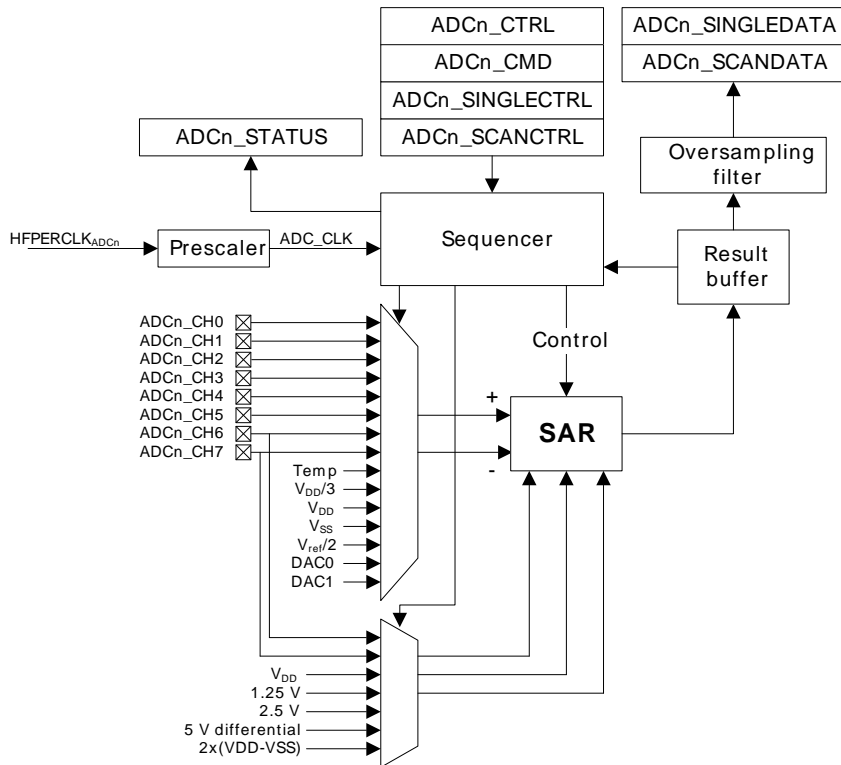 ADCn_CTRL
ADCn_CMD
ADCn_SINGLECTRL
ADCn_SCANCTRL
ADCn_SINGLEDATA
ADCn_SCANDATA
ADCn_STATUS
Oversampling
filter
HFPERCLKADCn
Prescaler
ADC_CLK
Sequencer
Result
buffer
ADCn_CH0
ADCn_CH1
ADCn_CH2
ADCn_CH3
ADCn_CH4
ADCn_CH5
ADCn_CH6
ADCn_CH7
Temp
VDD/3
VDD
VSS
Vref/2
DAC0
DAC1
Control
+
SAR
-
VDD
1.25 V
2.5 V
5 V differential
2x(VDD-VSS)